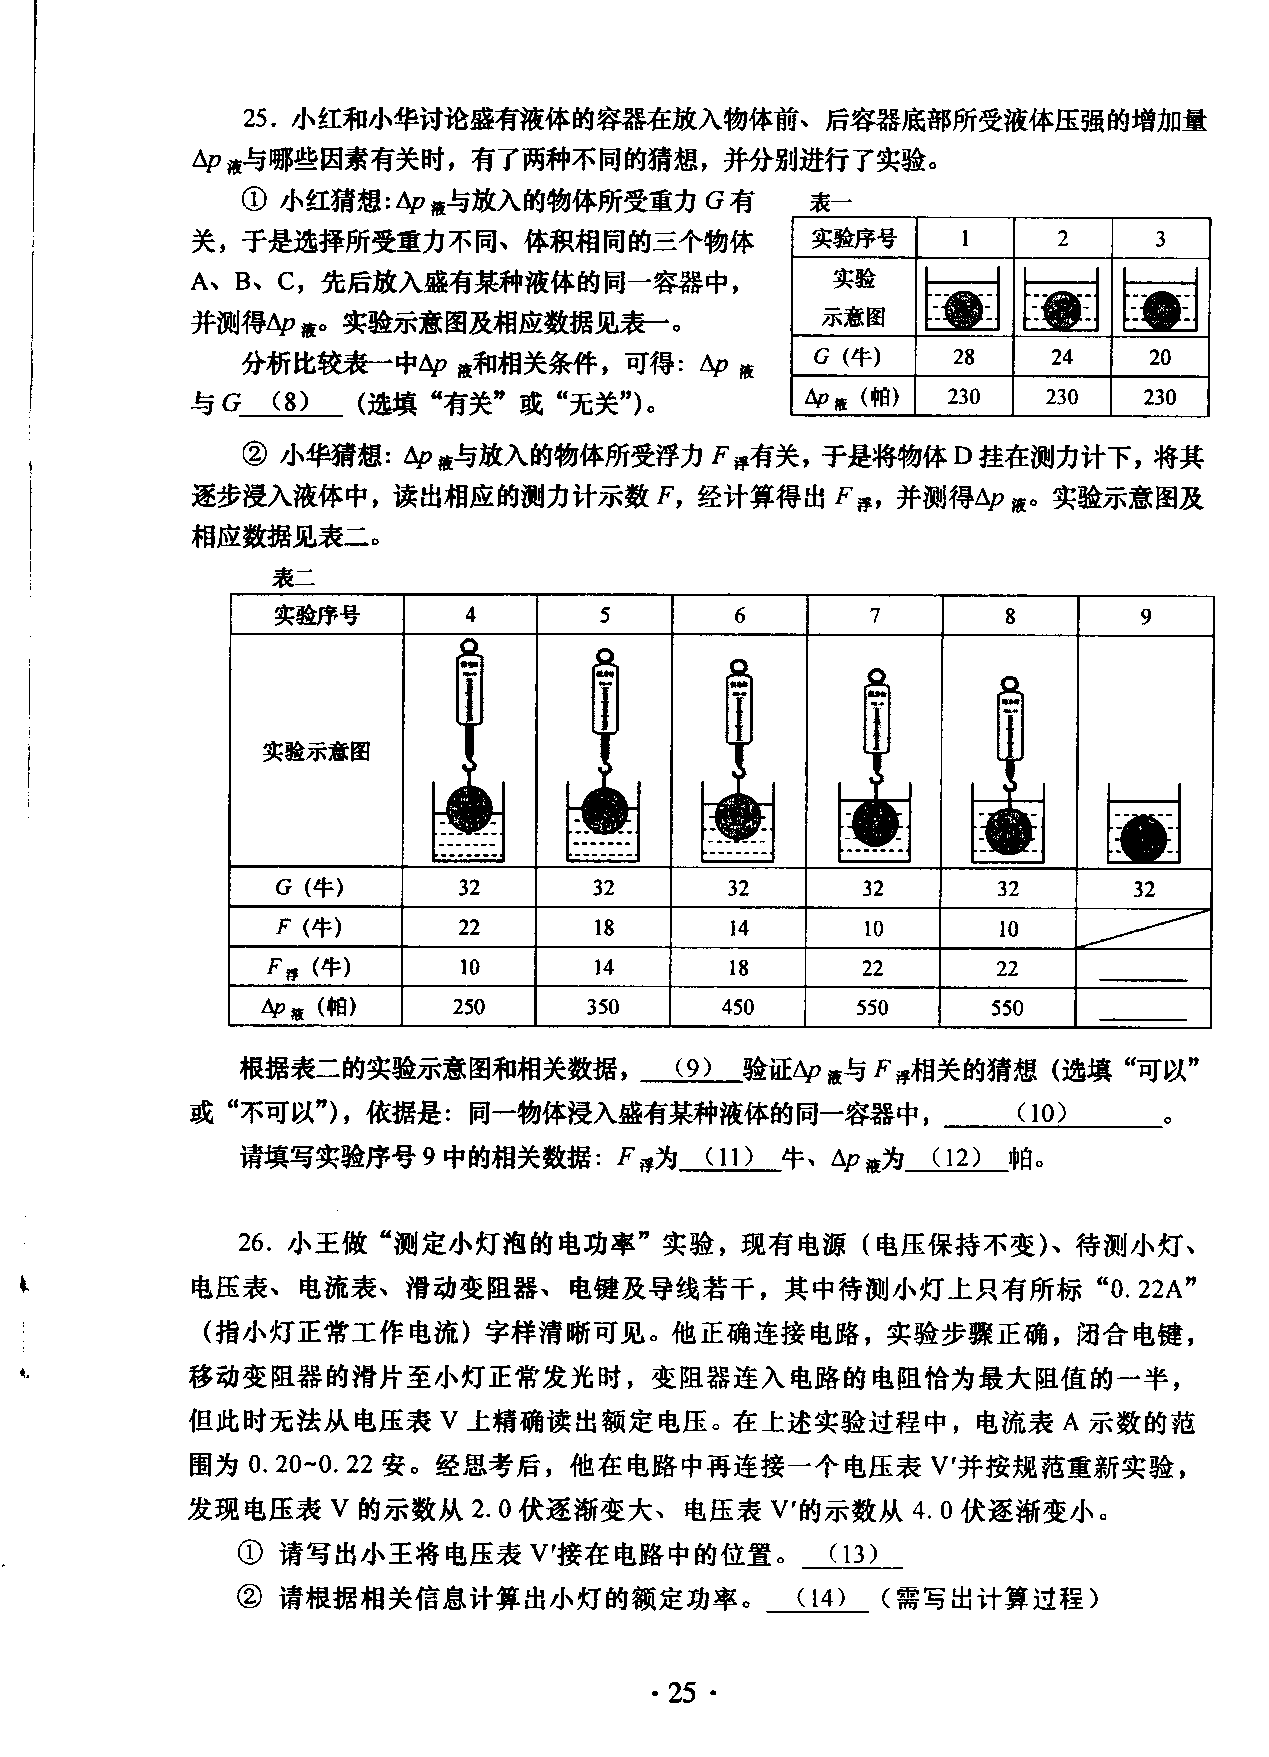 25. 小红和小华讨论盛有液体的容器在放入物体前、后容器底部所受液体压强的增加量
Δp液与哪些因素有关时，有了两种不同的猜想，并分别进行了实验。
① 小红猜想：Δp液与放入的物体所受重力 G 有
关，于是选择所受重力不同、体积相同的三个物体
A、B、C，先后放入盛有某种液体的同一容器中，
并测得Δp液。实验示意图及相应数据见表一。
分析比较表一中Δp液和相关条件，可得：Δp液
与 G （8） （选填“有关”或“无关”）。
表一
实验序号 1 2 3
实验
示意图
G（牛） 28 24 20
Δp液（帕） 230 230 230
② 小华猜想：Δp液与放入的物体所受浮力 F浮有关，于是将物体 D 挂在测力计下，将其
逐步浸入液体中，读出相应的测力计示数 F，经计算得出 F浮，并测得Δp液。实验示意图及
相应数据见表二。
表二
实验序号 4 5 6 7 8 9
实验示意图
G（牛） 32 32 32 32 32 32
F（牛） 22 18 14 10 10
F浮（牛） 10 14 18 22 22 ____
Δp液（帕） 250 350 450 550 550 ____
根据表二的实验示意图和相关数据， （9） 验证Δp液与 F浮相关的猜想（选填“可以”
或“不可以”），依据是：同一物体浸入盛有某种液体的同一容器中， （10） 。
请填写实验序号 9 中的相关数据：F浮为 （11） 牛、Δp液为 （12） 帕。
26. 小王做“测定小灯泡的电功率”实验，现有电源（电压保持不变）、待测小灯、
电压表、电流表、滑动变阻器、电键及导线若干，其中待测小灯上只有所标“0.22A”
（指小灯正常工作电流）字样清晰可见。他正确连接电路，实验步骤正确，闭合电键，
移动变阻器的滑片至小灯正常发光时，变阻器连入电路的电阻恰为最大阻值的一半，
但此时无法从电压表 V 上精确读出额定电压。在上述实验过程中，电流表 A 示数的范
围为 0.20~0.22 安。经思考后，他在电路中再连接一个电压表 V′并按规范重新实验，
发现电压表 V 的示数从 2.0 伏逐渐变大、电压表 V′的示数从 4.0 伏逐渐变小。
① 请写出小王将电压表 V′接在电路中的位置。 （13）
② 请根据相关信息计算出小灯的额定功率。 （14） （需写出计算过程）
· 25 ·